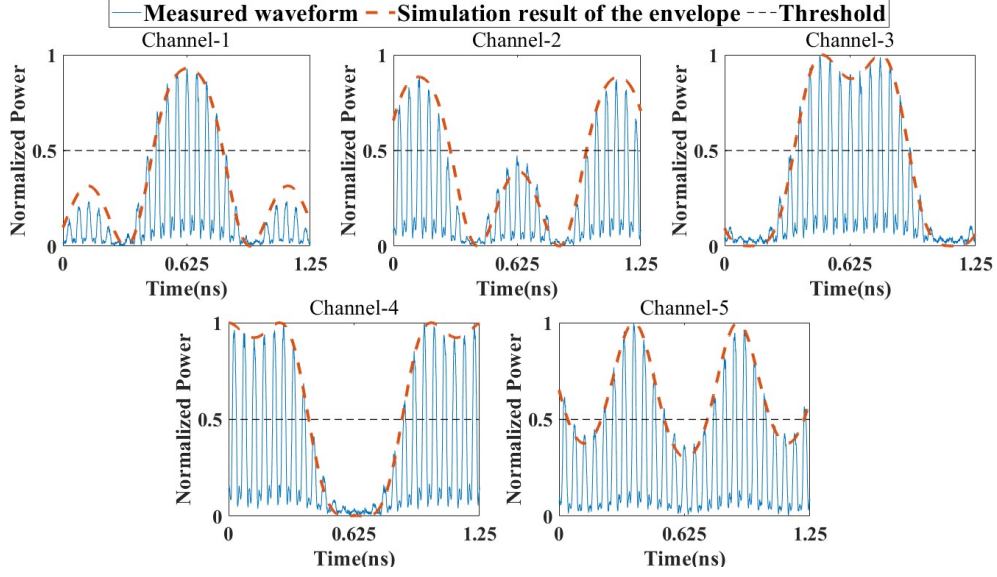 Measured waveform Simulation result of the envelope Threshold
Channel-1
Normalized Power
1
0.5
0
0 0.625 1.25
Time(ns)
Channel-2
Normalized Power
1
0.5
0
0 0.625 1.25
Time(ns)
Channel-3
Normalized Power
1
0.5
0
0 0.625 1.25
Time(ns)
Channel-4
Normalized Power
1
0.5
0
0 0.625 1.25
Time(ns)
Channel-5
Normalized Power
1
0.5
0
0 0.625 1.25
Time(ns)